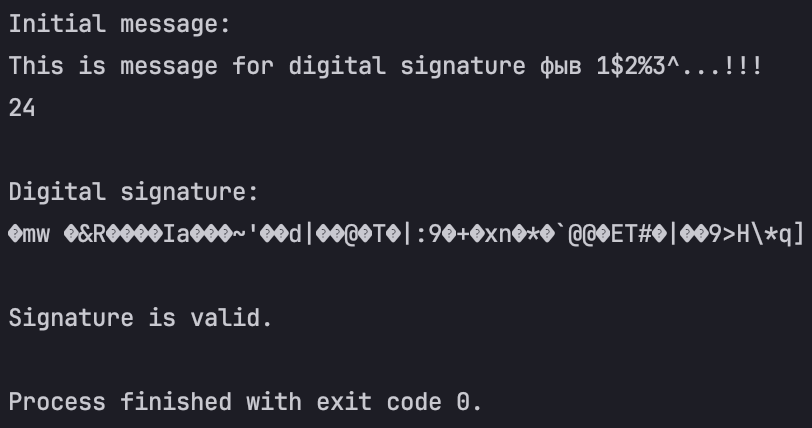 Initial message:
This is message for digital signature фыв 1$2%3^...!!!
24
Digital signature:
�mw �&R����Ia���~'��d|��@�T�|:9�+�xn�*�`@@�ET#�|��9>H\*q]
Signature is valid.
Process finished with exit code 0.